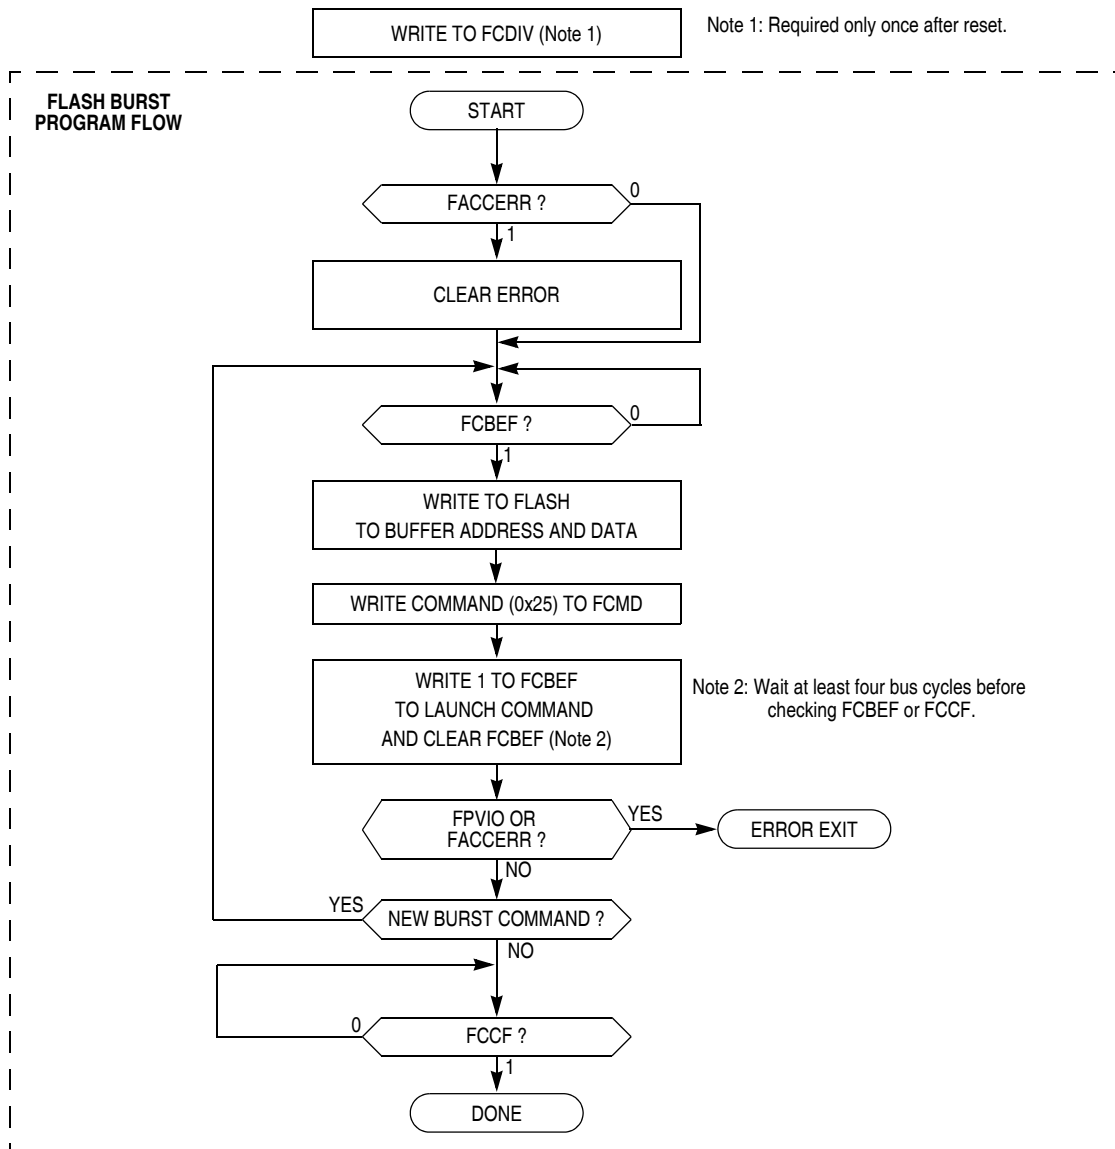 WRITE TO FCDIV (Note 1)
Note 1: Required only once after reset.
FLASH BURST
PROGRAM FLOW
START
FACCERR ?
0
1
CLEAR ERROR
FCBEF ?
0
1
WRITE TO FLASH
TO BUFFER ADDRESS AND DATA
WRITE COMMAND (0x25) TO FCMD
WRITE 1 TO FCBEF
TO LAUNCH COMMAND
AND CLEAR FCBEF (Note 2)
Note 2: Wait at least four bus cycles before
checking FCBEF or FCCF.
FPVIO OR
FACCERR ?
YES
ERROR EXIT
NO
YES
NEW BURST COMMAND ?
NO
0
FCCF ?
1
DONE